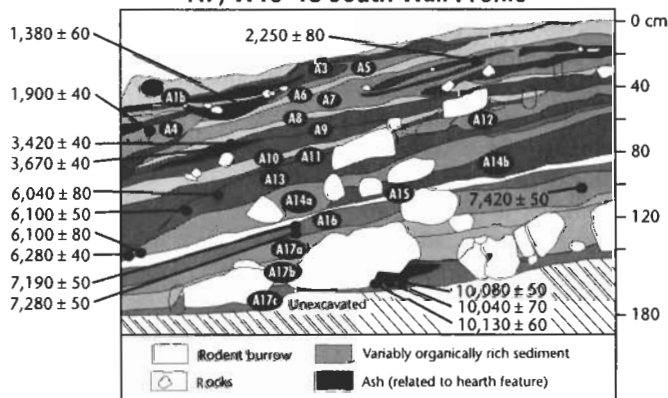 1,380 ± 60
2,250 ± 80
0 cm
A3
A5
1,900 ± 40
A1b
A6
A7
40
A4
A8
A9
A12
3,420 ± 40
3,670 ± 40
A10
A11
80
A13
A14b
6,040 ± 80
A14a
A15
7,420 ± 50
6,100 ± 50
A16
120
6,100 ± 80
A17a
6,280 ± 40
A17b
7,190 ± 50
10,080 ± 50
7,280 ± 50
A17c
Unexcavated
10,040 ± 70
180
10,130 ± 60
Rodent burrow
Variably organically rich sediment
Rocks
Ash (related to hearth feature)